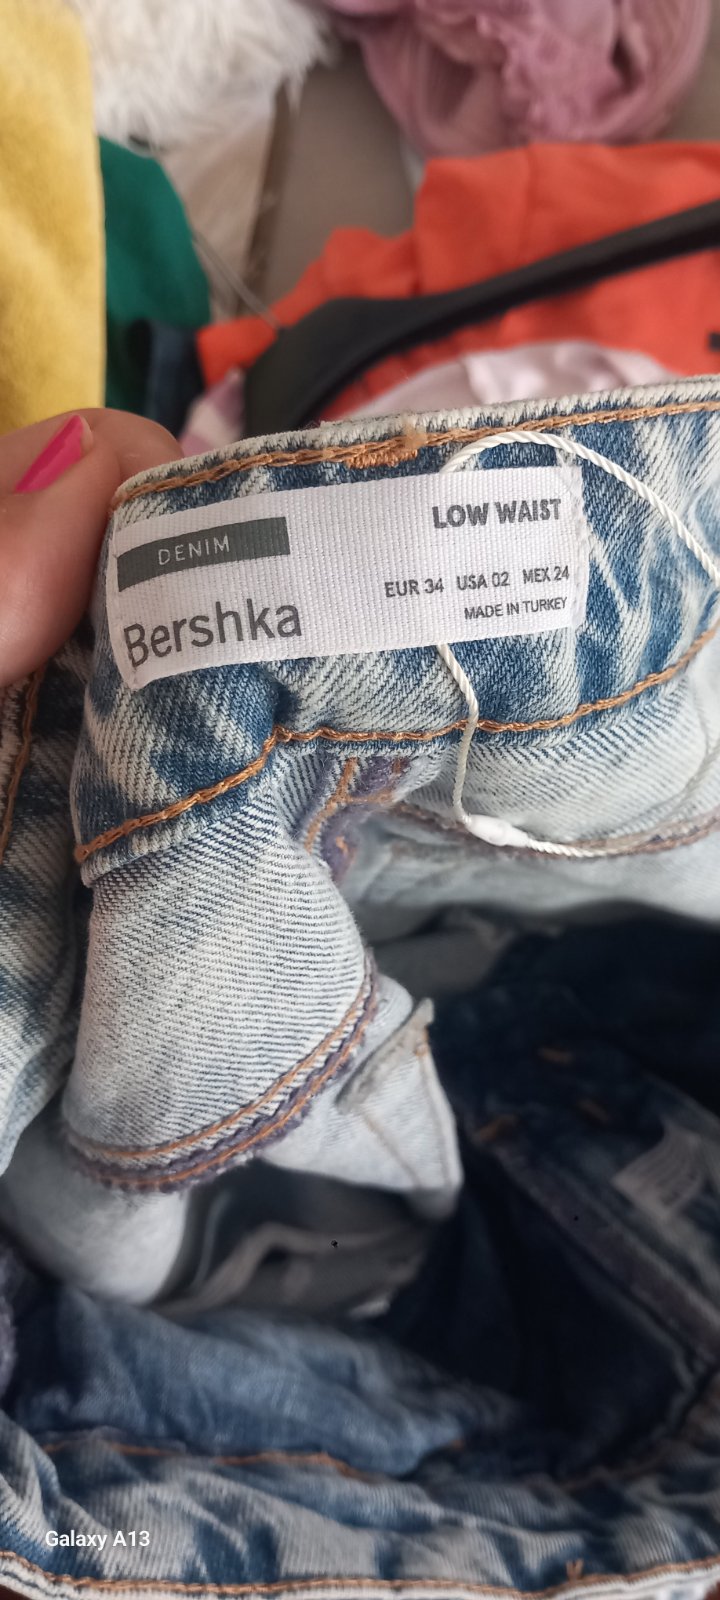 DENIM
Bershka
LOW WAIST
EUR 34 USA 02 MEX 24
MADE IN TURKEY
Galaxy A13